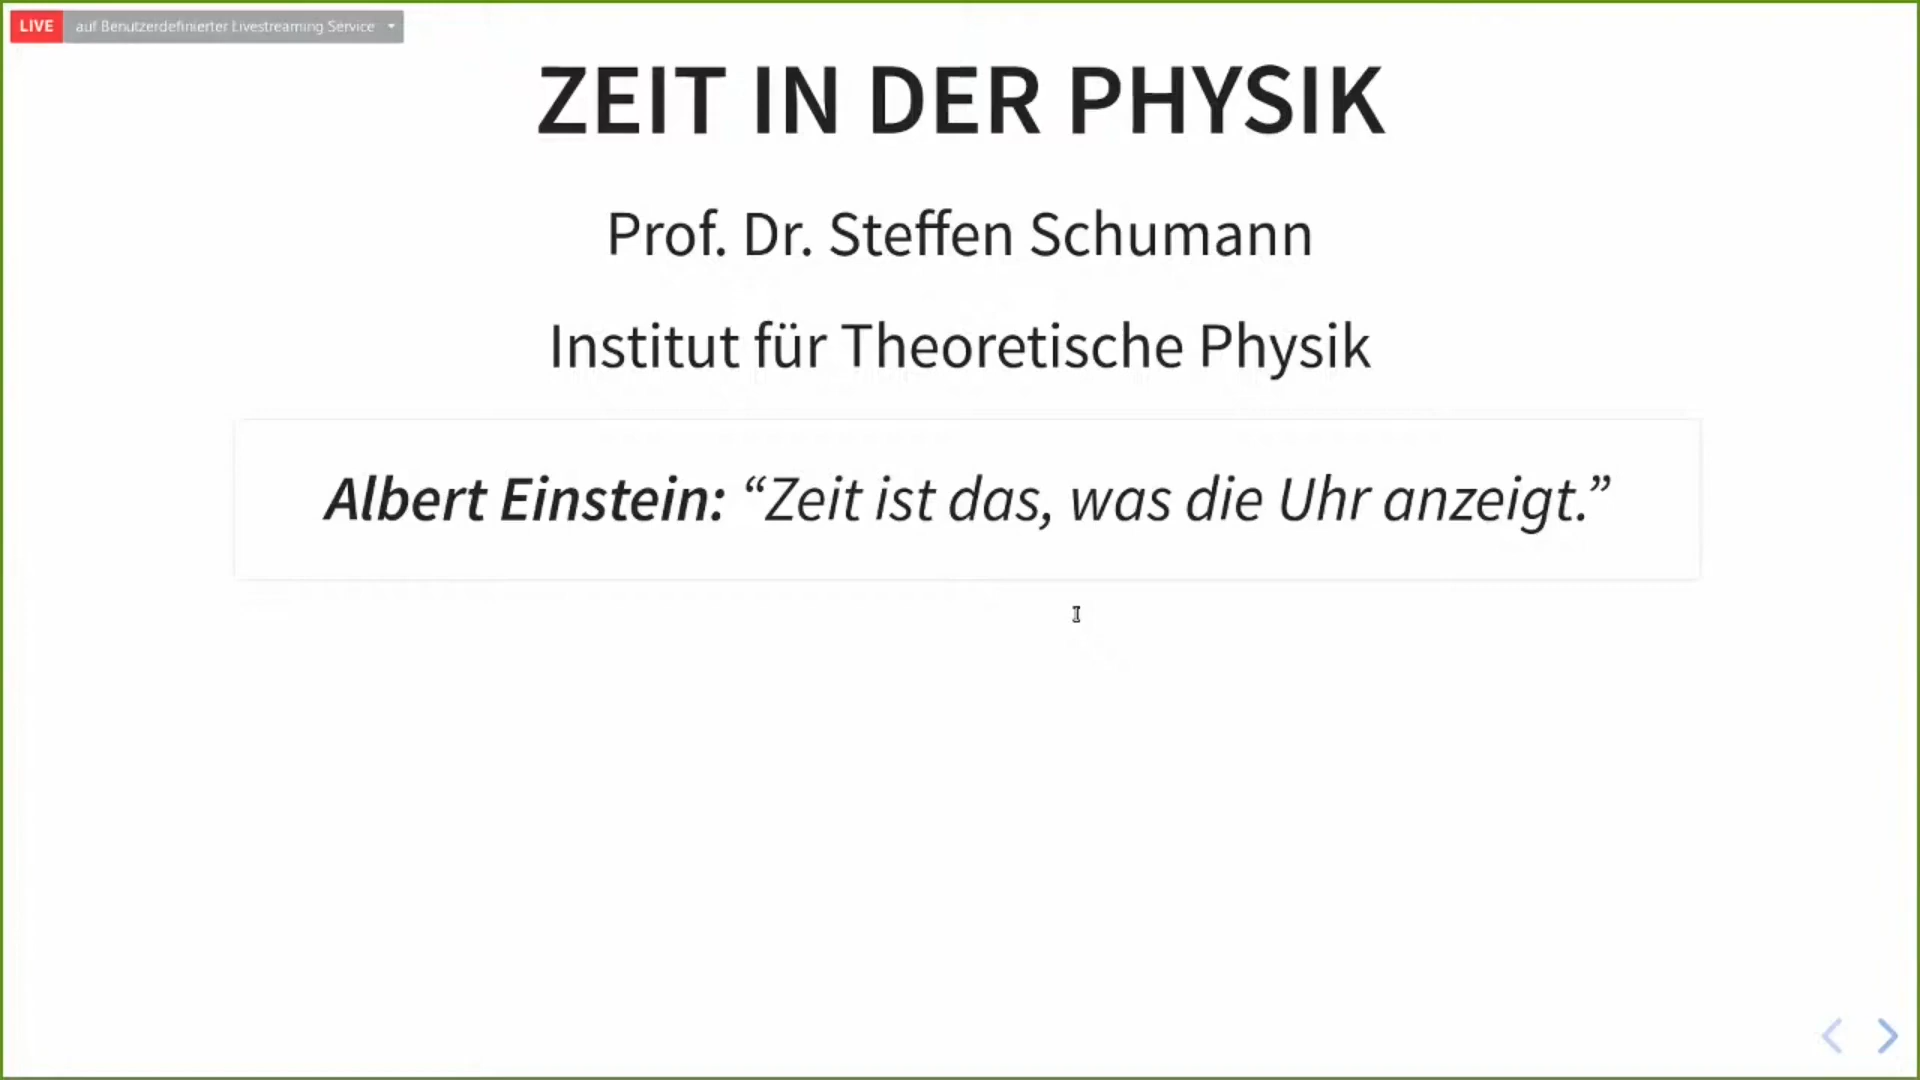 LIVE auf Benutzerdefinierter Livestreaming Service
ZEIT IN DER PHYSIK
Prof. Dr. Steffen Schumann
Institut für Theoretische Physik
Albert Einstein: “Zeit ist das, was die Uhr anzeigt.”